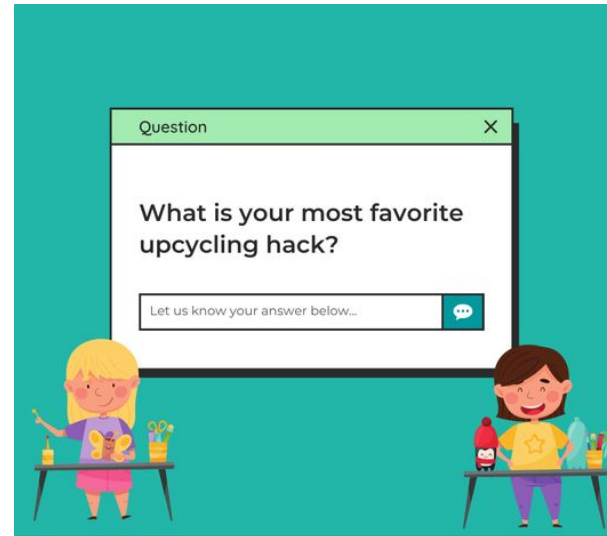 Question
What is your most favorite
upcycling hack?
Let us know your answer below...